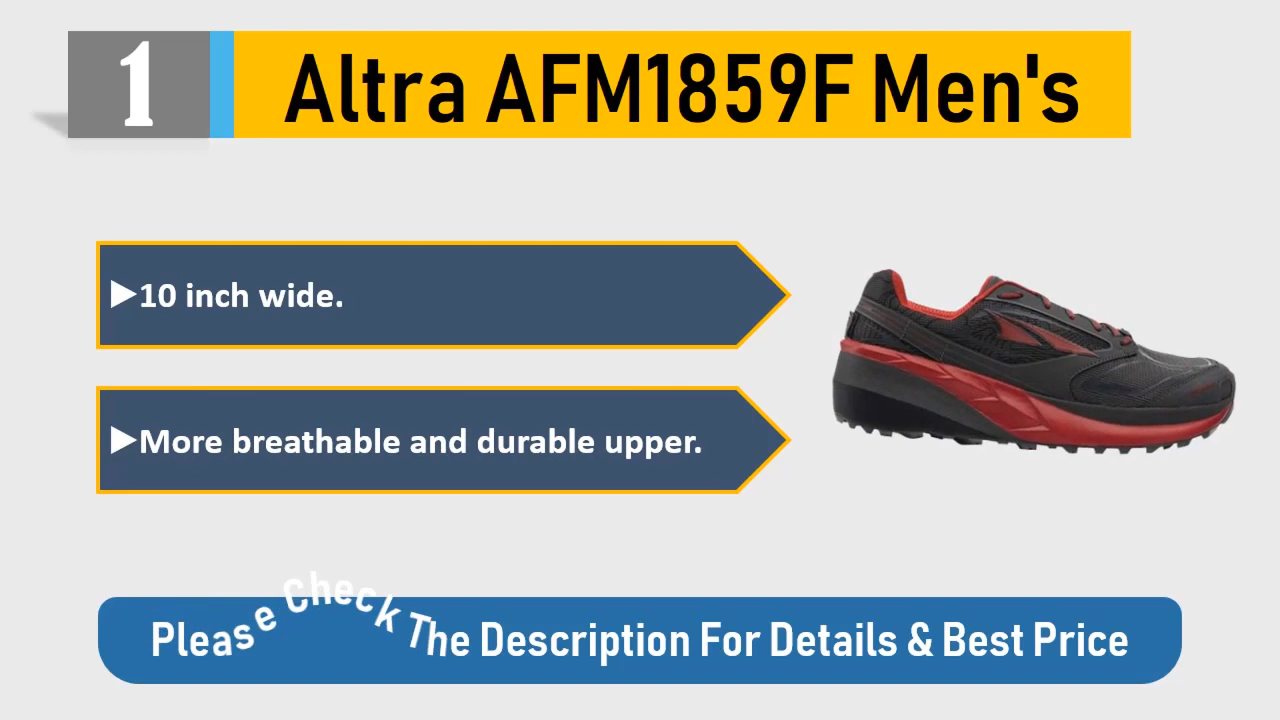 1
Altra AFM1859F Men's
▶10 inch wide.
▶More breathable and durable upper.
Please Check The Description For Details & Best Price